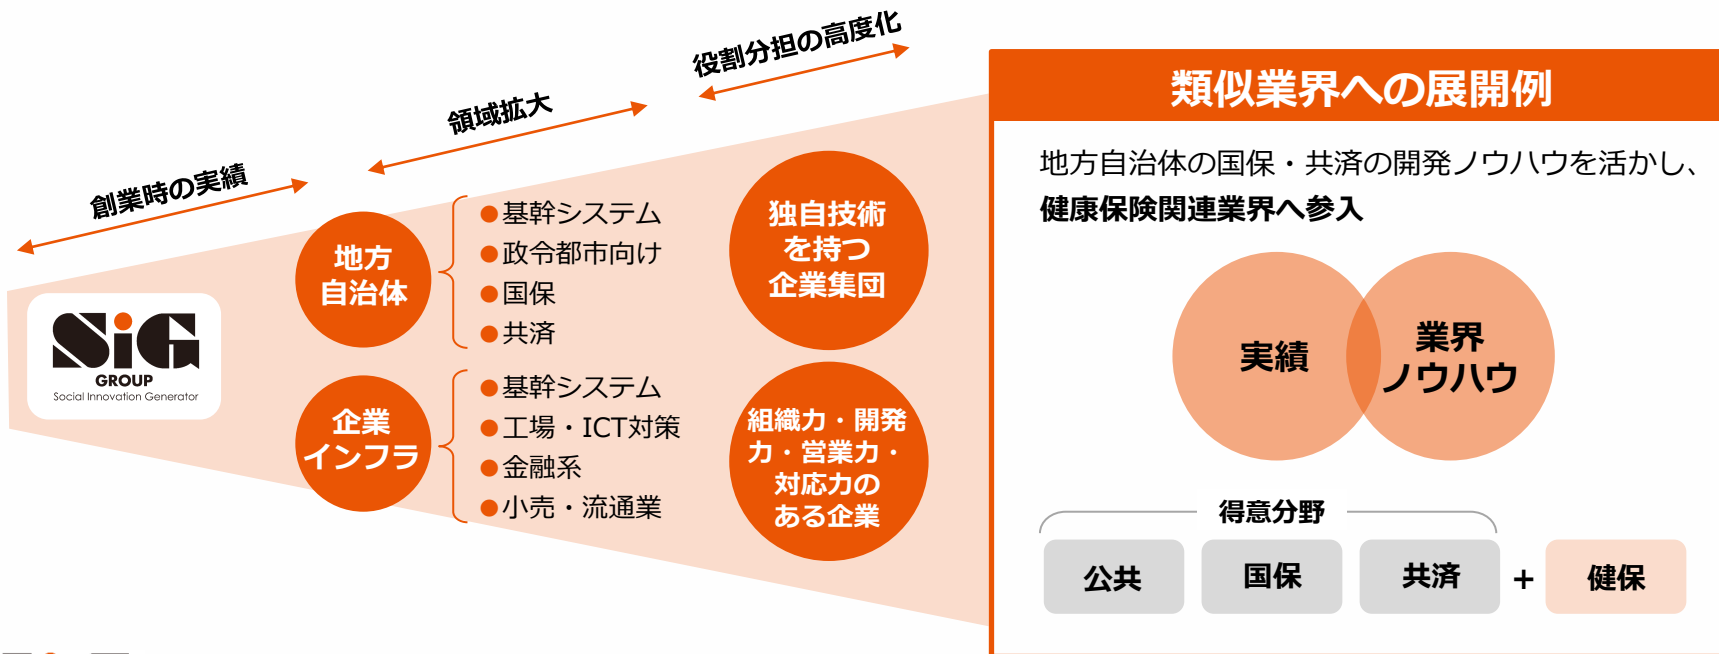 創業時の実績
領域拡大
役割分担の高度化
SiG
GROUP
Social Innovation Generator
地方
自治体
●基幹システム
●政令都市向け
●国保
●共済
企業
インフラ
●基幹システム
●工場・ICT対策
●金融系
●小売・流通業
独自技術
を持つ
企業集団
組織力・開発
力・営業力・
対応力の
ある企業
類似業界への展開例
地方自治体の国保・共済の開発ノウハウを活かし、
健康保険関連業界へ参入
実績
業界
ノウハウ
得意分野
公共 国保 共済 + 健保